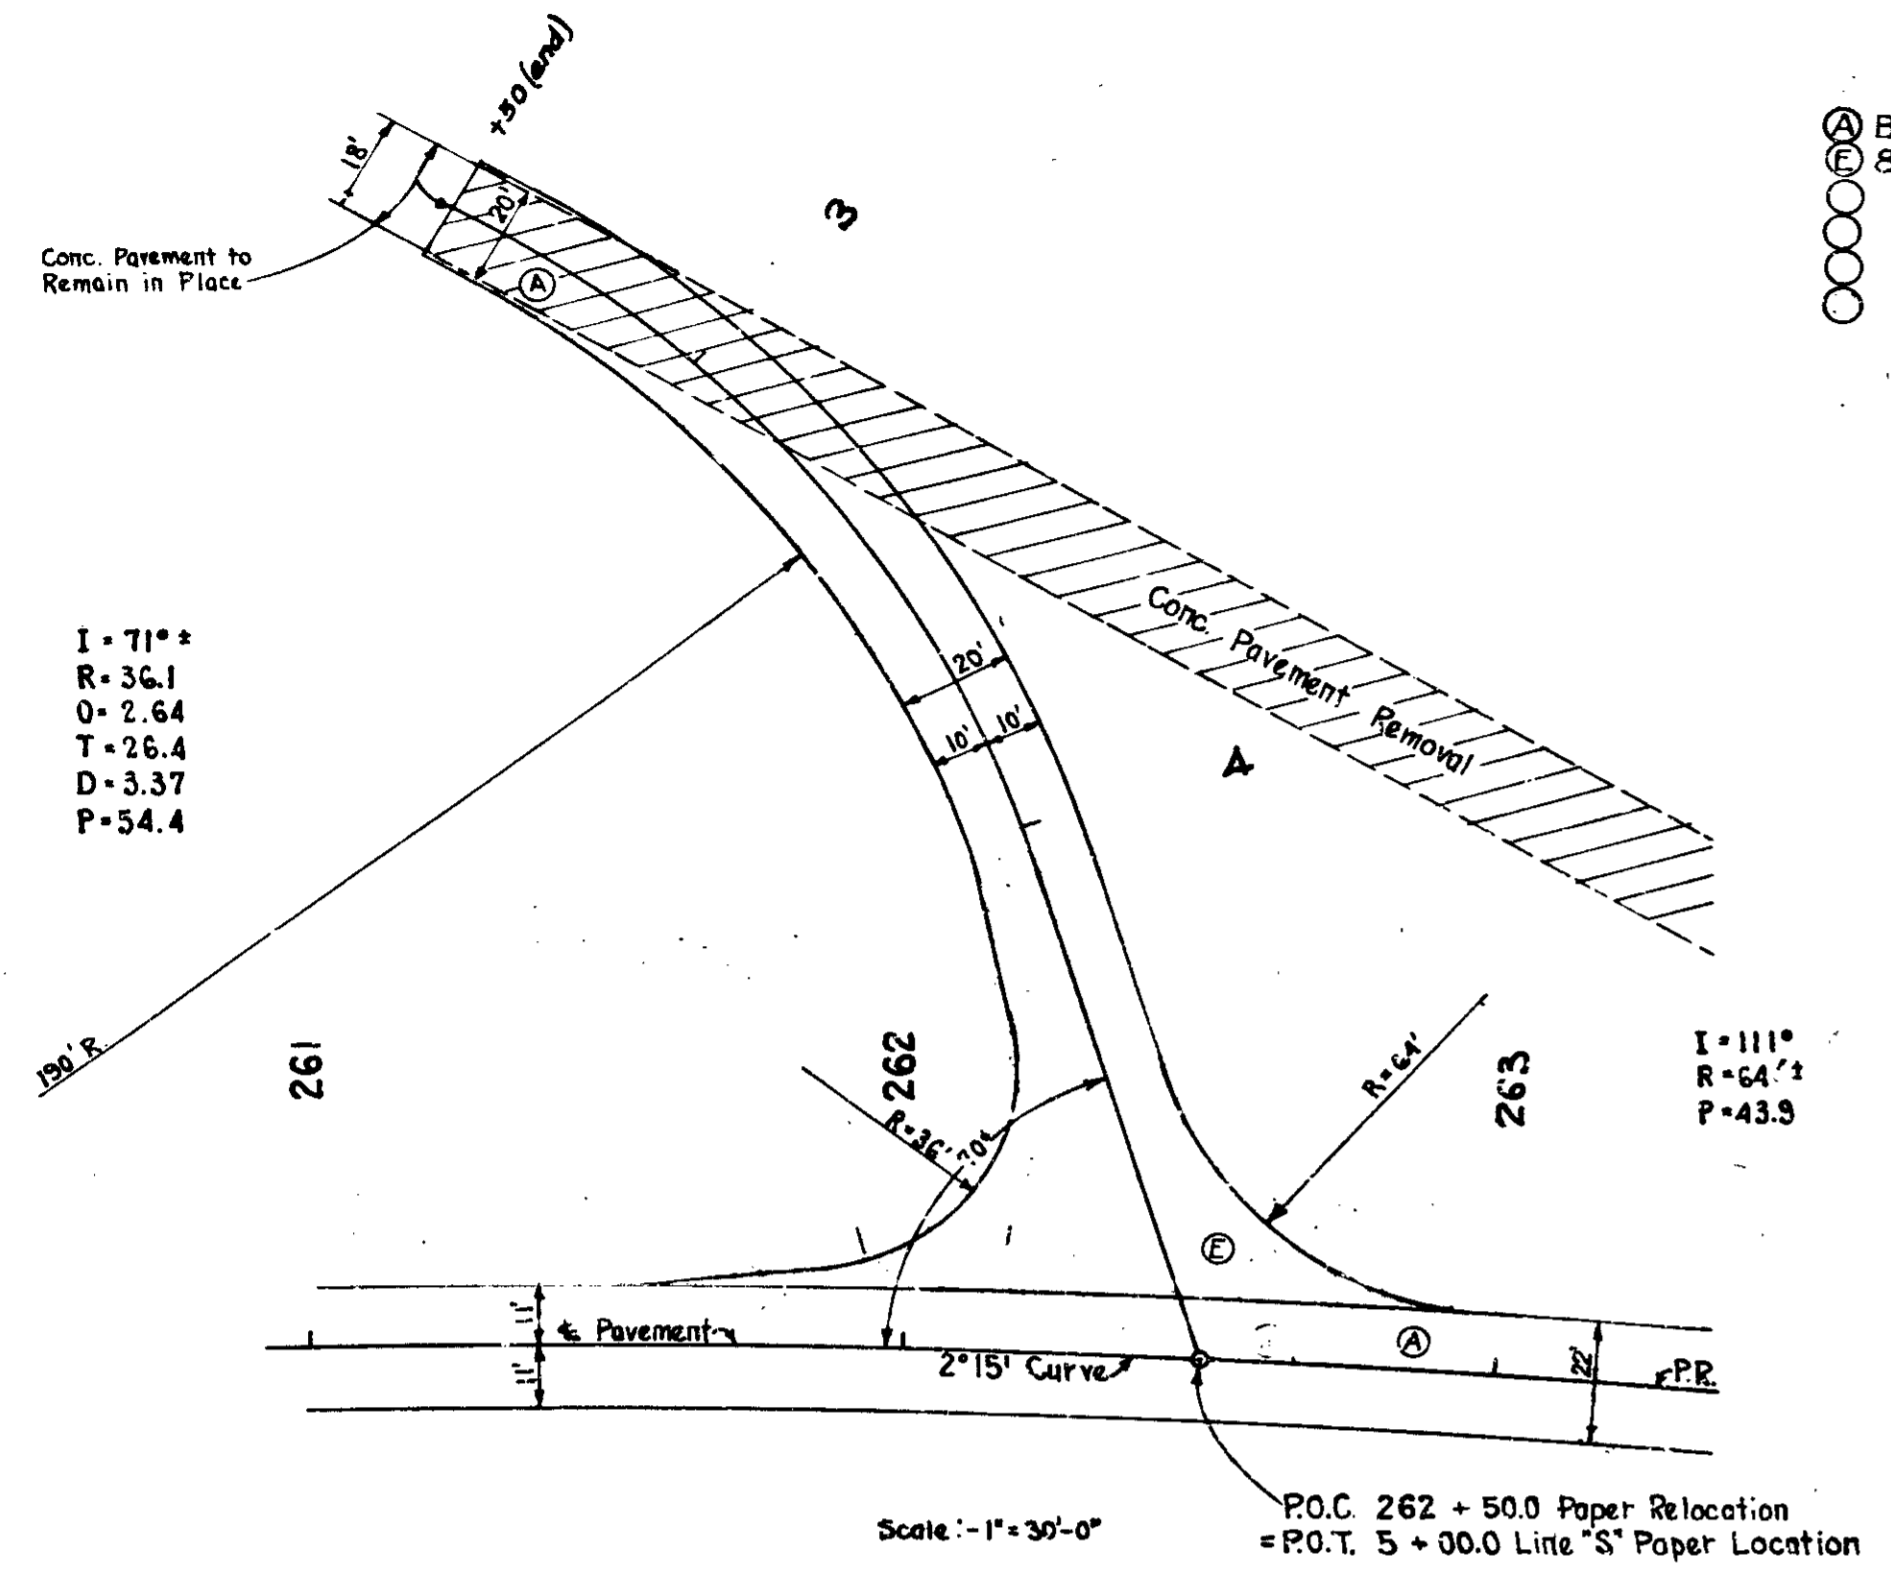 +50 (end)
18'
20'
3
Ⓐ B
Ⓔ 8
Conc. Pavement to
Remain in Place
Ⓐ
I = 71° ±
R = 36.1
O = 2.64
T = 26.4
D = 3.37
P = 54.4
Conc. Pavement Removal
20'
10' 10'
4
190' R.
261
262
263
R = 36'
R = 64'
I = 111°
R = 64.' ±
P = 43.9
Ⓔ
11'
11'
℄ Pavement
2°15' Curve
Ⓐ
22'
P.R.
Scale:- 1" = 30'-0"
P.O.C. 262 + 50.0 Paper Relocation
= P.O.T. 5 + 00.0 Line "S" Paper Location